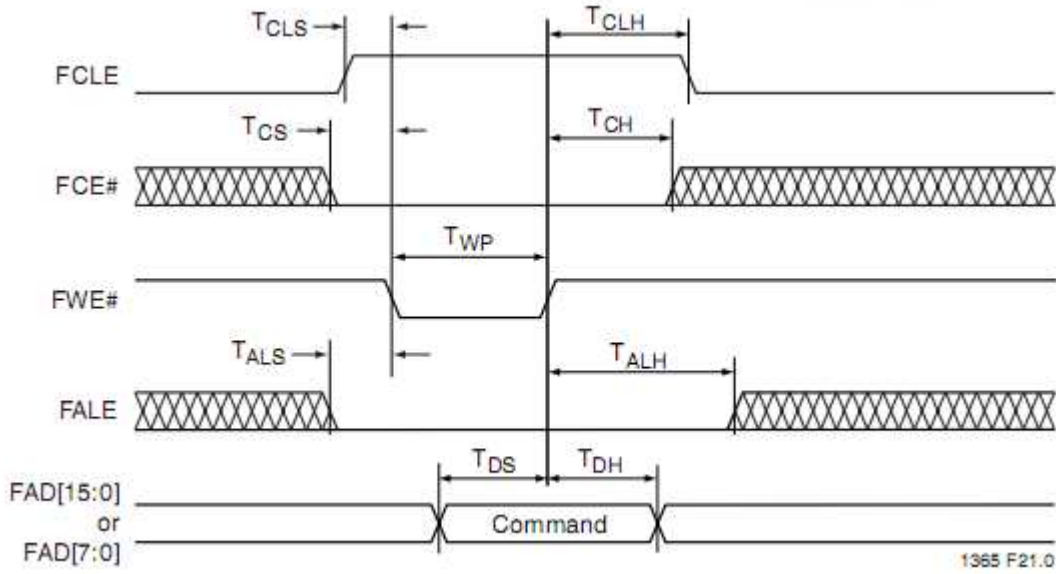 TCLS
TCLH
FCLE
TCS
TCH
FCE#
TWP
FWE#
TALS
TALH
FALE
TDS
TDH
FAD[15:0]
or
FAD[7:0]
Command
1365 F21.0